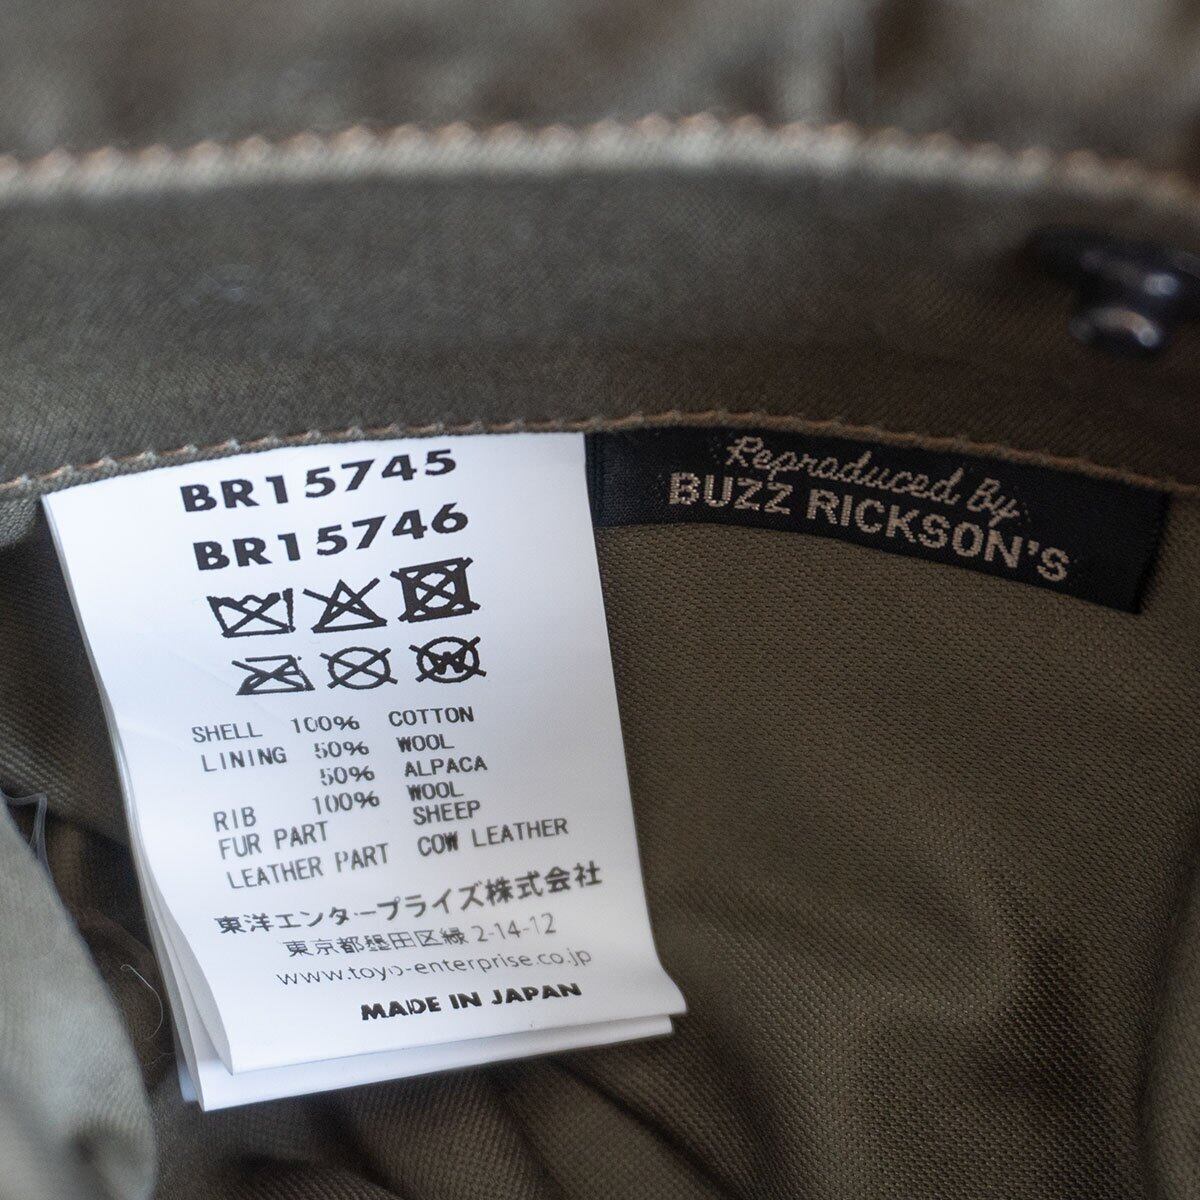 BR15745
BR15746
W
SHELL 100% COTTON
LINING 50% WOOL
50% ALPACA
RIB 100% WOOL
FUR PART SHEEP
LEATHER PART COW LEATHER
東洋エンタープライズ株式会社
東京都墨田区緑 2-14-12
www.toyo-enterprise.co.jp
MADE IN JAPAN
Reproduced By
BUZZ RICKSON'S